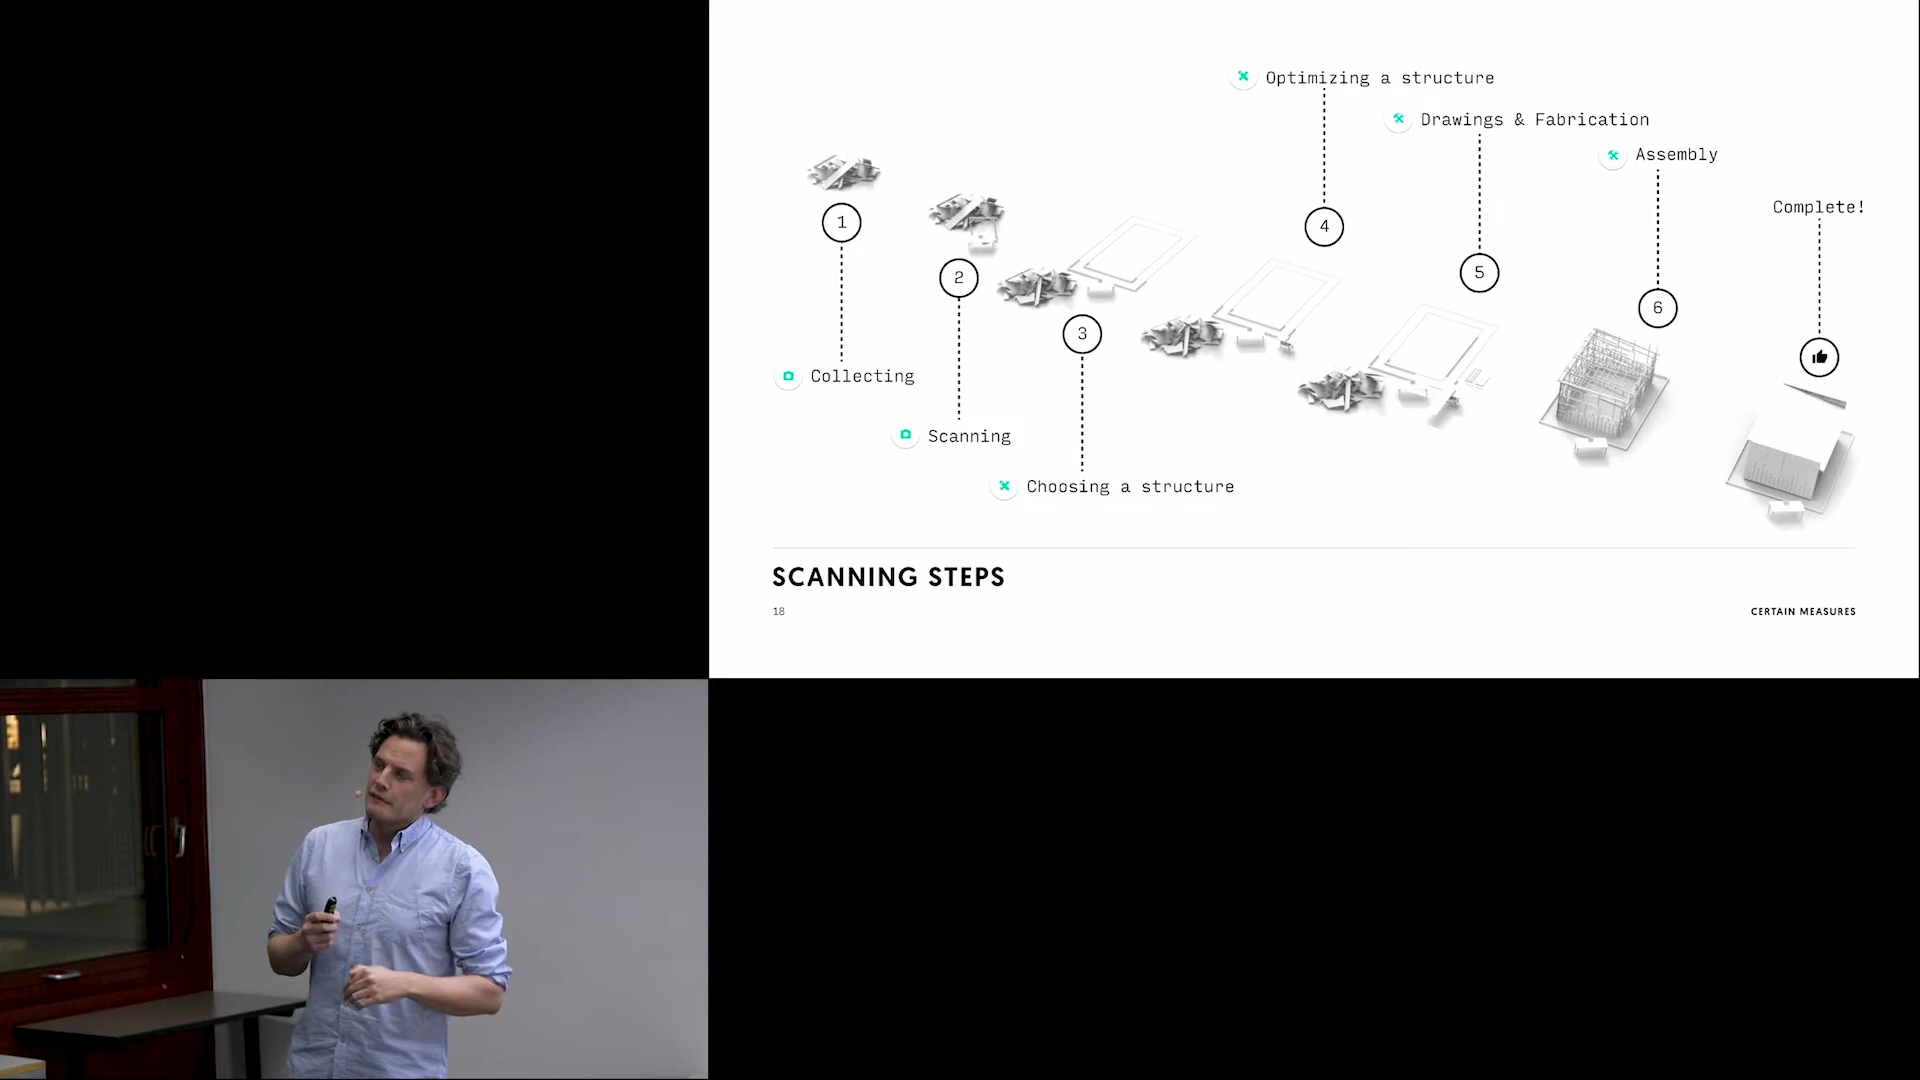 Optimizing a structure
Drawings & Fabrication
Assembly
Complete!
1
2
3
4
5
6
Collecting
Scanning
Choosing a structure
SCANNING STEPS
18
CERTAIN MEASURES